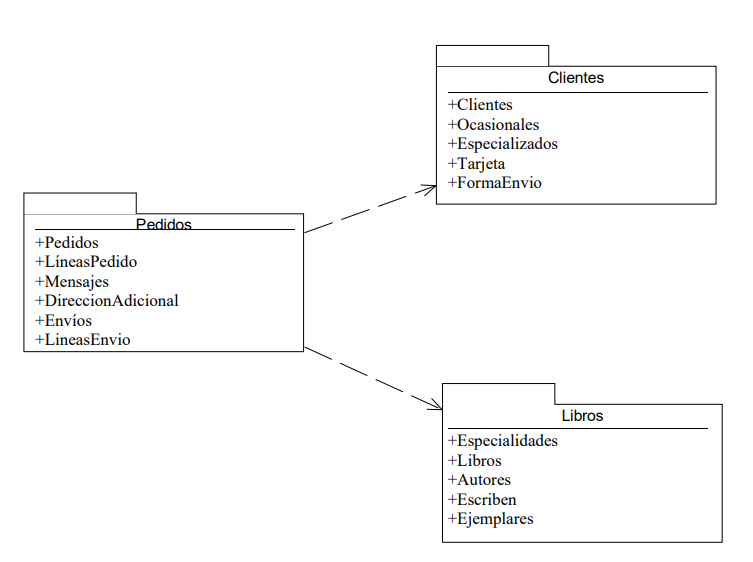 Clientes
+Clientes
+Ocasionales
+Especializados
+Tarjeta
+FormaEnvio
Pedidos
+Pedidos
+LíneasPedido
+Mensajes
+DireccionAdicional
+Envíos
+LineasEnvio
Libros
+Especialidades
+Libros
+Autores
+Escriben
+Ejemplares